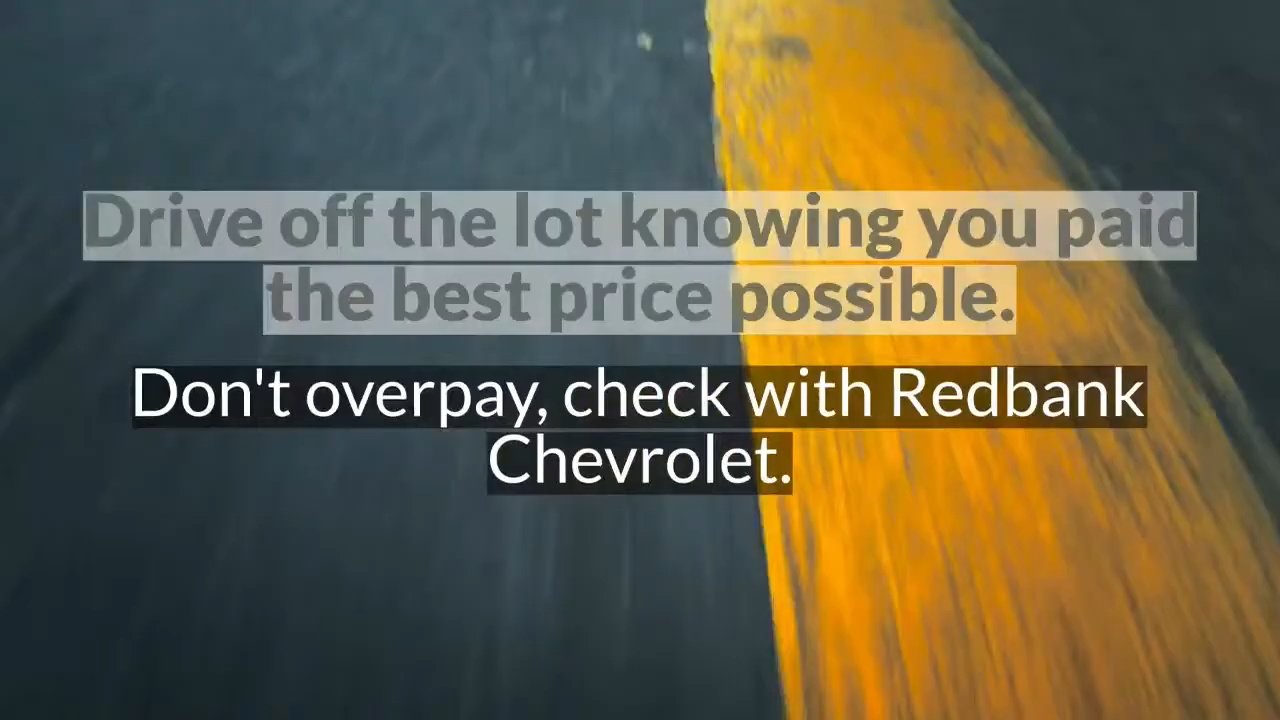 Drive off the lot knowing you paid
the best price possible.
Don't overpay, check with Redbank
Chevrolet.